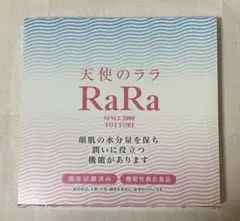 天使のララ
RaRa
SINCE 2000
TOTTORI
顔肌の水分量を保ち
潤いに役立つ
機能があります
臨床試験済み
機能性表示食品